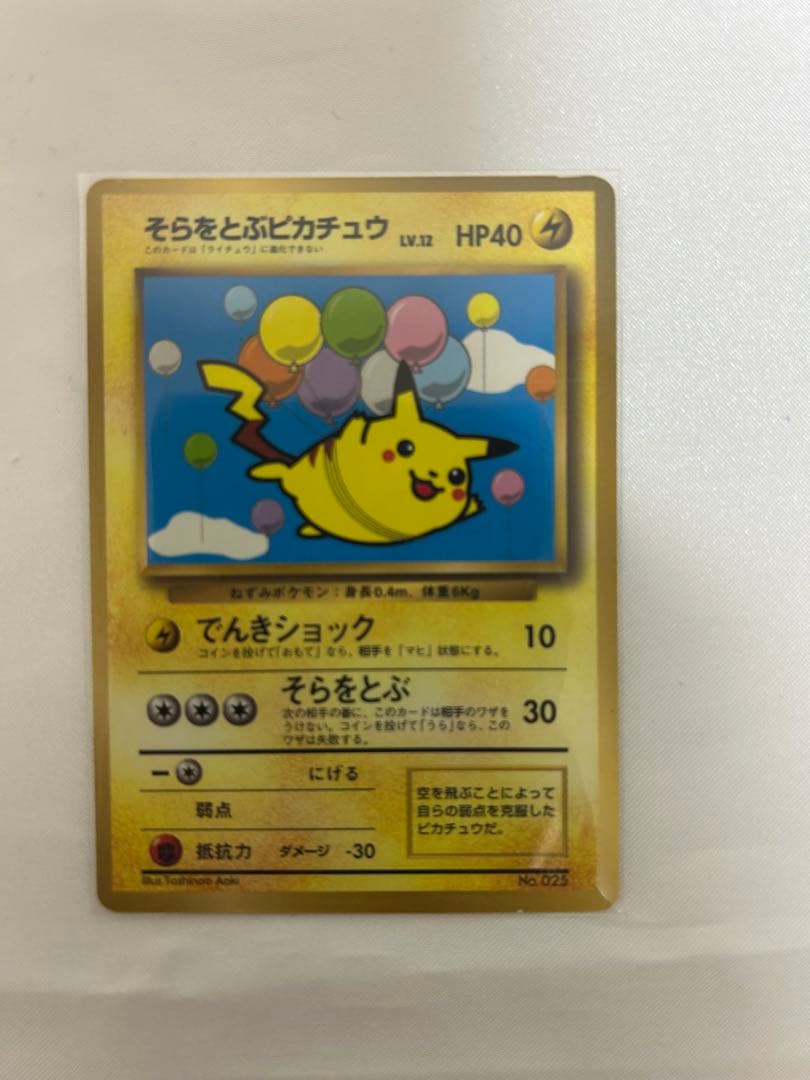 そらをとぶピカチュウ LV.12 HP40
このカードは「ライチュウ」に進化できない
ねずみポケモン：身長0.4m、体重6Kg
でんきショック 10
コインを投げて「おもて」なら、相手を「マヒ」状態にする。
そらをとぶ 30
次の相手の番に、このカードは相手のワザを
うけない。コインを投げて「うら」なら、この
ワザは失敗する。
にげる
弱点
抵抗力 ダメージ -30
空を飛ぶことによって
自らの弱点を克服した
ピカチュウだ。
Illus.Toshinao Aoki
No.025